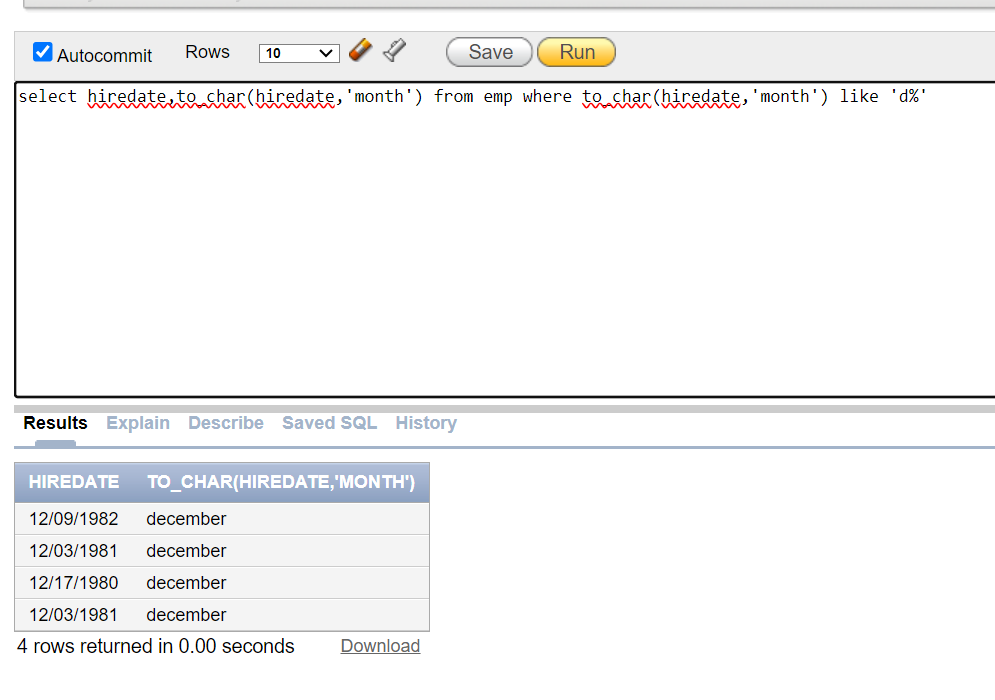 Autocommit Rows 10 Save Run
select hiredate,to_char(hiredate,'month') from emp where to_char(hiredate,'month') like 'd%'
Results Explain Describe Saved SQL History
HIREDATE TO_CHAR(HIREDATE,'MONTH')
12/09/1982 december
12/03/1981 december
12/17/1980 december
12/03/1981 december
4 rows returned in 0.00 seconds Download